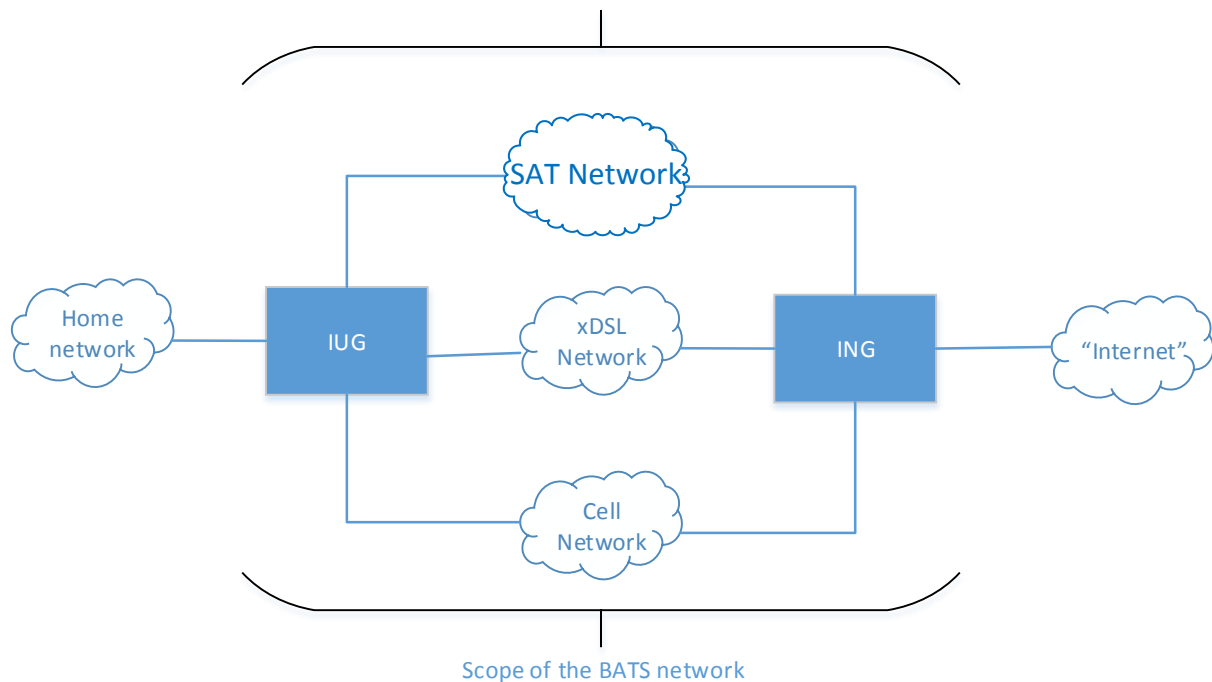 SAT Network
Home
network
IUG
xDSL
Network
ING
“Internet”
Cell
Network
Scope of the BATS network